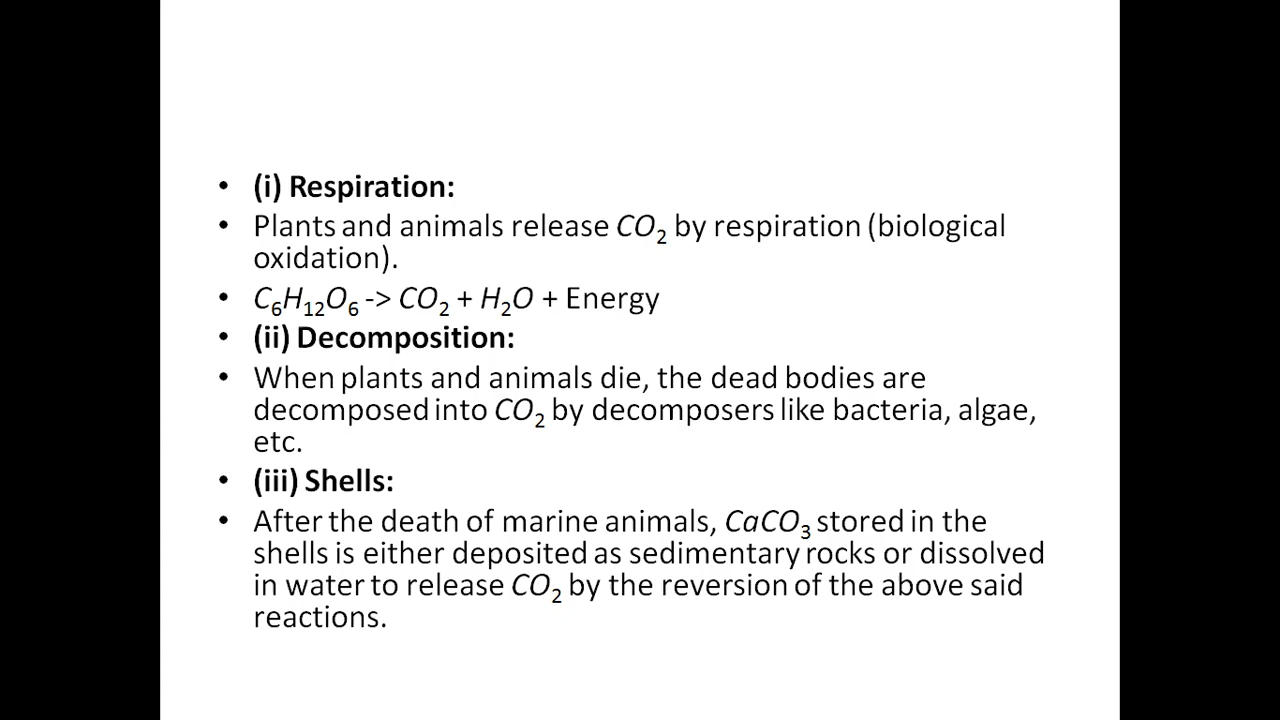 • (i) Respiration:
• Plants and animals release CO₂ by respiration (biological
oxidation).
• C₆H₁₂O₆ -> CO₂ + H₂O + Energy
• (ii) Decomposition:
• When plants and animals die, the dead bodies are
decomposed into CO₂ by decomposers like bacteria, algae,
etc.
• (iii) Shells:
• After the death of marine animals, CaCO₃ stored in the
shells is either deposited as sedimentary rocks or dissolved
in water to release CO₂ by the reversion of the above said
reactions.